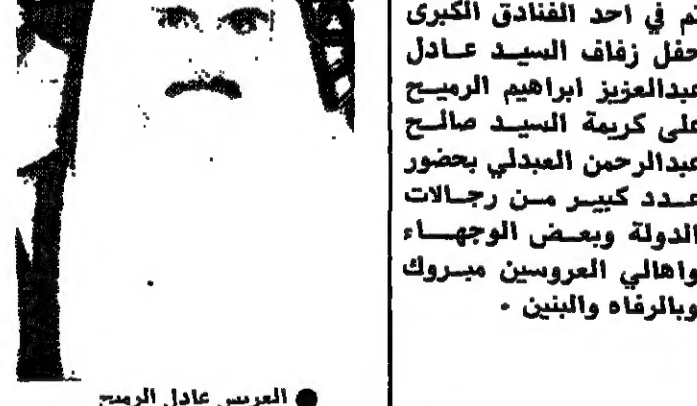 تم في احد الفنادق الكبرى
حفل زفاف السيد عادل
عبدالعزيز ابراهيم الرميح
على كريمة السيد صالح
عبدالرحمن العبدلي بحضور
عدد كبير من رجالات
الدولة وبعض الوجهاء
واهالي العروسين مبروك
وبالرفاه والبنين ٠
● العريس عادل الرميح